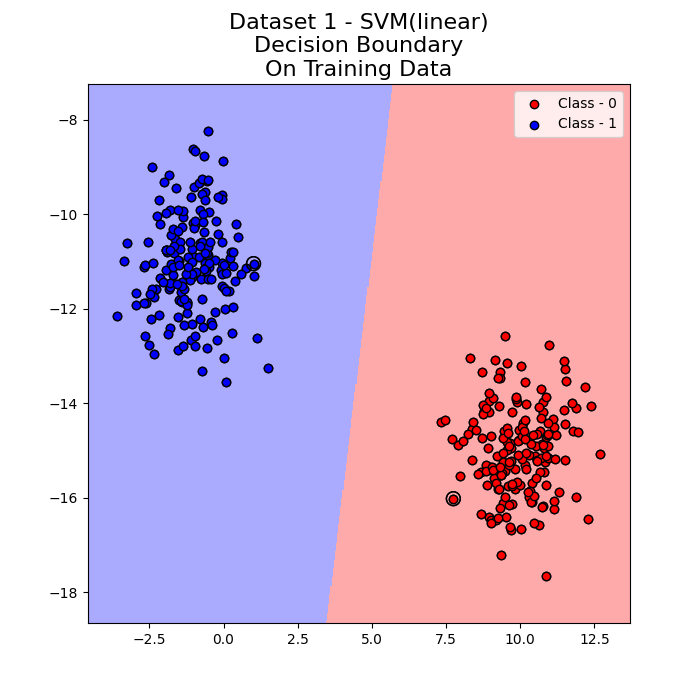 Dataset 1 - SVM(linear)
Decision Boundary
On Training Data
Class - 0
Class - 1
−8
−10
−12
−14
−16
−18
−2.5 0.0 2.5 5.0 7.5 10.0 12.5